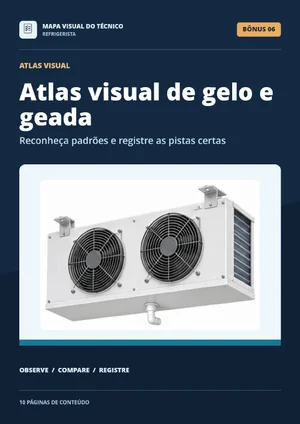 MAPA VISUAL DO TÉCNICO
REFRIGERISTA
BÔNUS 06
ATLAS VISUAL
Atlas visual de gelo e
geada
Reconheça padrões e registre as pistas certas
OBSERVE / COMPARE / REGISTRE
10 PÁGINAS DE CONTEÚDO